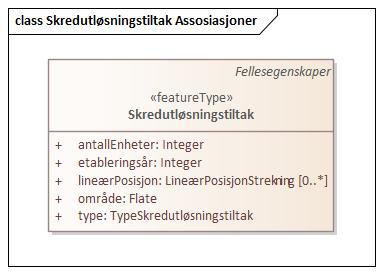 class Skredutløsningstiltak Assosiasjoner
Fellesegenskaper
«featureType»
Skredutløsningstiltak
+ antallEnheter: Integer
+ etableringsår: Integer
+ lineærPosisjon: LineærPosisjonStrekning [0..*]
+ område: Flate
+ type: TypeSkredutløsningstiltak